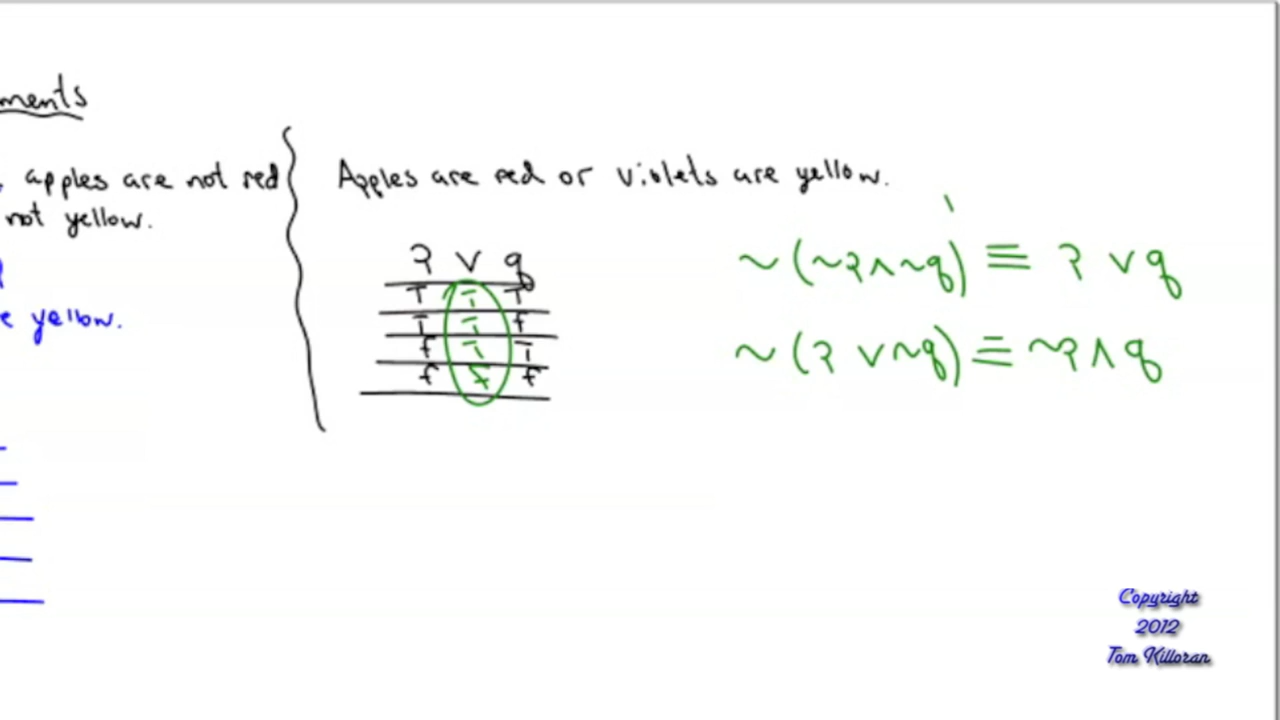 ments
apples are not red
not yellow.
e yellow.
Apples are red or violets are yellow.
p ∨ q
T T T
T T f
f T T
f f f
~(~p∧~q) ≡ p ∨ q
~(p ∨ ~q) ≡ ~p ∧ q
Copyright
2012
Tom Killoran